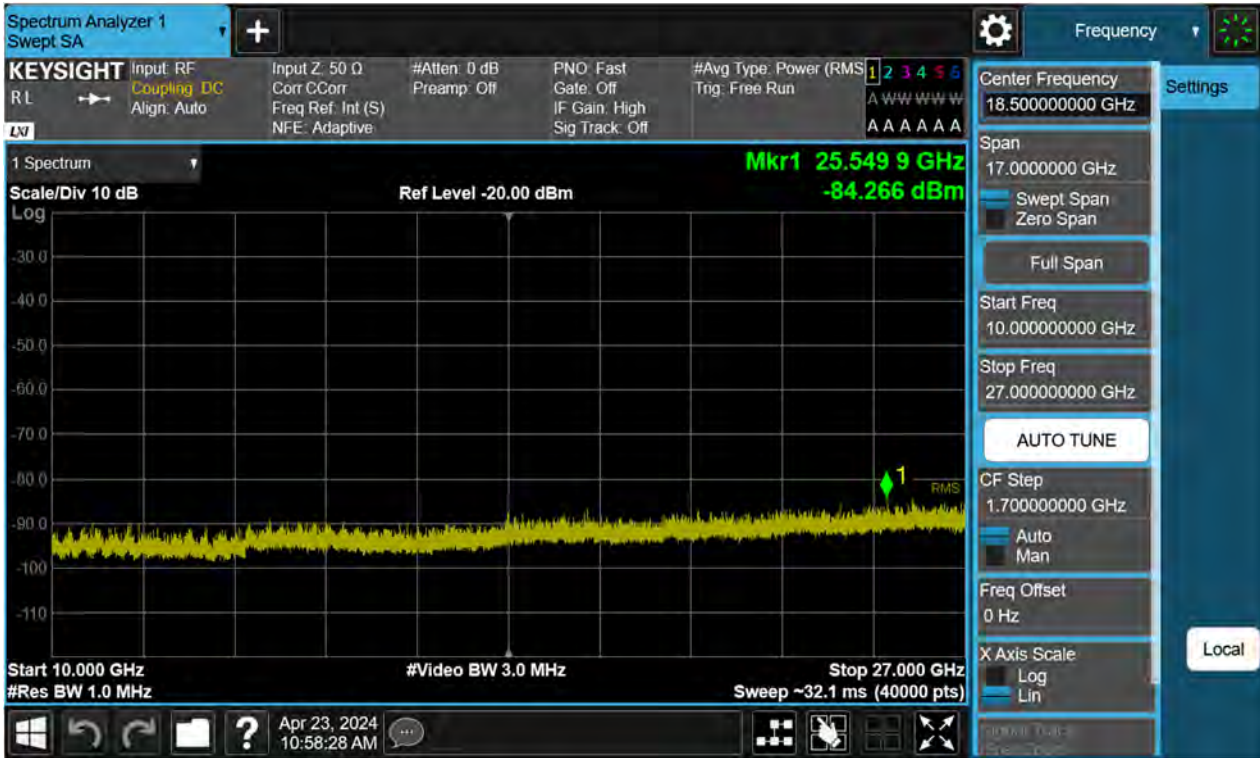 Spectrum Analyzer 1
Swept SA
Frequency
KEYSIGHT
R L
LXI
Input: RF
Coupling: DC
Align: Auto
Input Z: 50 Ω
Corr CCorr
Freq Ref: Int (S)
NFE: Adaptive
#Atten: 0 dB
Preamp: Off
PNO: Fast
Gate: Off
IF Gain: High
Sig Track: Off
#Avg Type: Power (RMS
Trig: Free Run
1 2 3 4 5 6
A W W W W W
A A A A A A
1 Spectrum
Mkr1 25.549 9 GHz
-84.266 dBm
Scale/Div 10 dB
Ref Level -20.00 dBm
Log
-30.0
-40.0
-50.0
-60.0
-70.0
-80.0
-90.0
-100
-110
1
RMS
Start 10.000 GHz
#Video BW 3.0 MHz
Stop 27.000 GHz
#Res BW 1.0 MHz
Sweep ~32.1 ms (40000 pts)
Center Frequency
18.500000000 GHz
Settings
Span
17.0000000 GHz
Swept Span
Zero Span
Full Span
Start Freq
10.000000000 GHz
Stop Freq
27.000000000 GHz
AUTO TUNE
CF Step
1.700000000 GHz
Auto
Man
Freq Offset
0 Hz
X Axis Scale
Log
Lin
Local
?
Apr 23, 2024
10:58:28 AM